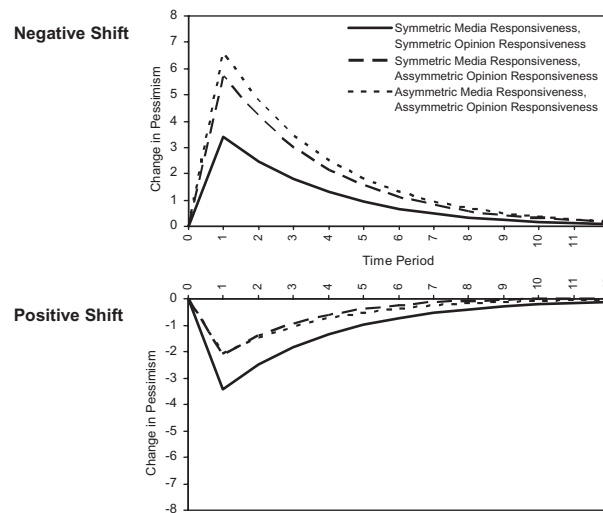 Negative Shift
Change in Pessimism
8
7
6
5
4
3
2
1
0
Symmetric Media Responsiveness,
Symmetric Opinion Responsiveness
Symmetric Media Responsiveness,
Assymetric Opinion Responsiveness
Asymmetric Media Responsiveness,
Assymetric Opinion Responsiveness
0 1 2 3 4 5 6 7 8 9 10 11
Time Period
Positive Shift
Change in Pessimism
0 1 2 3 4 5 6 7 8 9 10 11
0
-1
-2
-3
-4
-5
-6
-7
-8